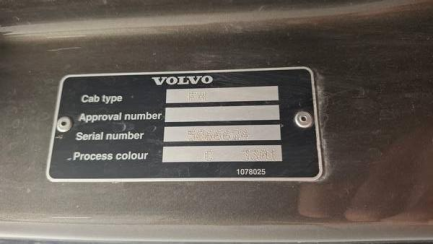 VOLVO
Cab type
Approval number
Serial number
Process colour
1078025